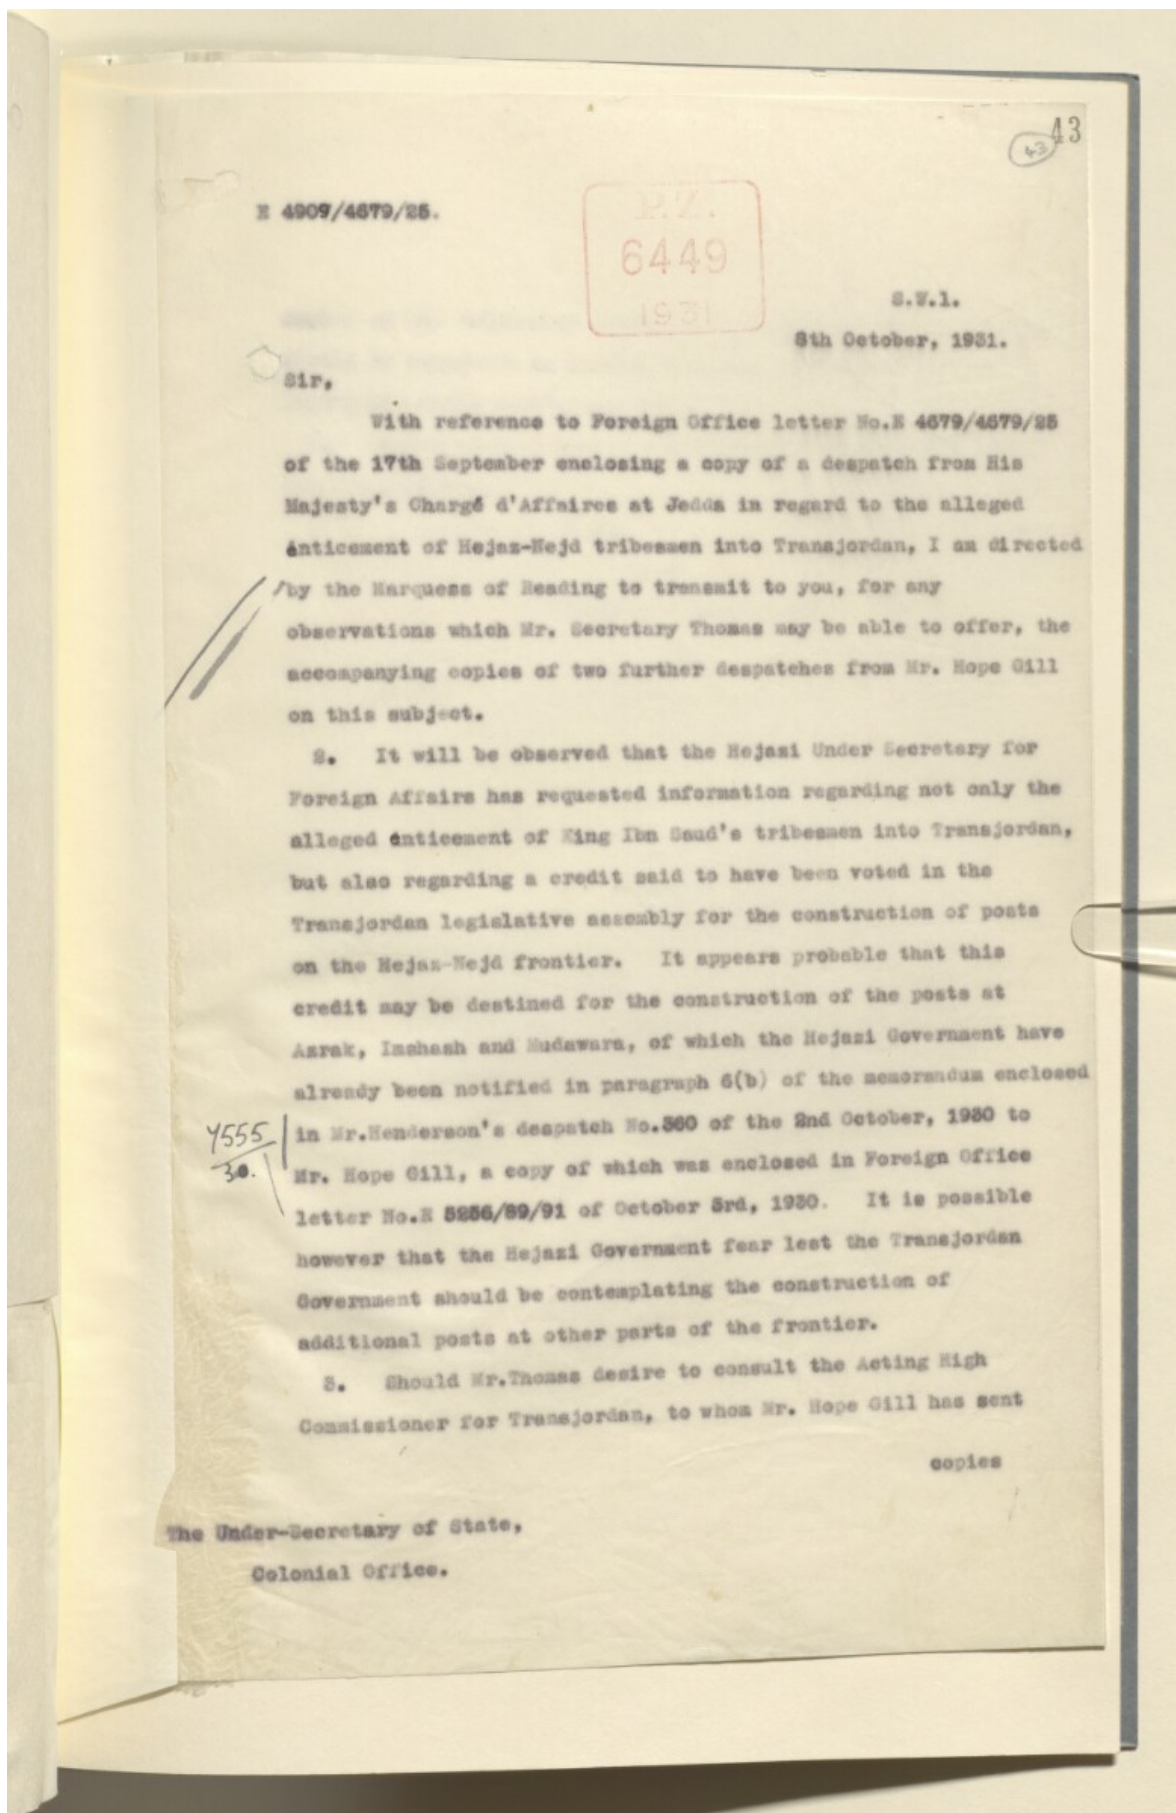 43
43
E 4909/4679/25.
P.Z.
6449
1931
S.W.1.
8th October, 1931.
Sir,
With reference to Foreign Office letter No.E 4679/4679/25
of the 17th September enclosing a copy of a despatch from His
Majesty's Chargé d'Affaires at Jedda in regard to the alleged
enticement of Hejaz-Nejd tribesmen into Transjordan, I am directed
by the Marquess of Reading to transmit to you, for any
observations which Mr. Secretary Thomas may be able to offer, the
accompanying copies of two further despatches from Mr. Hope Gill
on this subject.
2. It will be observed that the Hejazi Under Secretary for
Foreign Affairs has requested information regarding not only the
alleged enticement of King Ibn Saud's tribesmen into Transjordan,
but also regarding a credit said to have been voted in the
Transjordan legislative assembly for the construction of posts
on the Hejaz-Nejd frontier. It appears probable that this
credit may be destined for the construction of the posts at
Azrak, Imshash and Mudawara, of which the Hejazi Government have
already been notified in paragraph 6(b) of the memorandum enclosed
in Mr.Henderson's despatch No.360 of the 2nd October, 1930 to
7555
30.
Mr. Hope Gill, a copy of which was enclosed in Foreign Office
letter No.E 5256/89/91 of October 3rd, 1930. It is possible
however that the Hejazi Government fear lest the Transjordan
Government should be contemplating the construction of
additional posts at other parts of the frontier.
3. Should Mr.Thomas desire to consult the Acting High
Commissioner for Transjordan, to whom Mr. Hope Gill has sent
copies
The Under-Secretary of State,
Colonial Office.